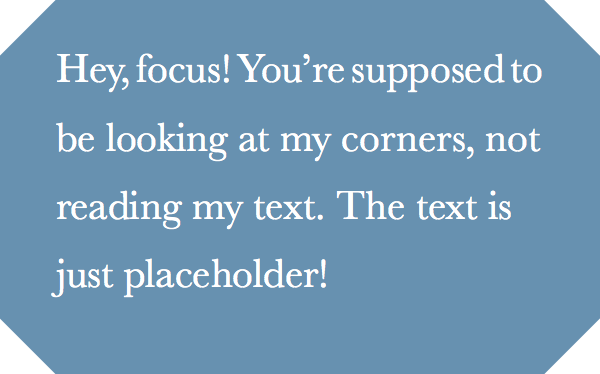 Hey, focus! You’re supposed to
be looking at my corners, not
reading my text. The text is
just placeholder!